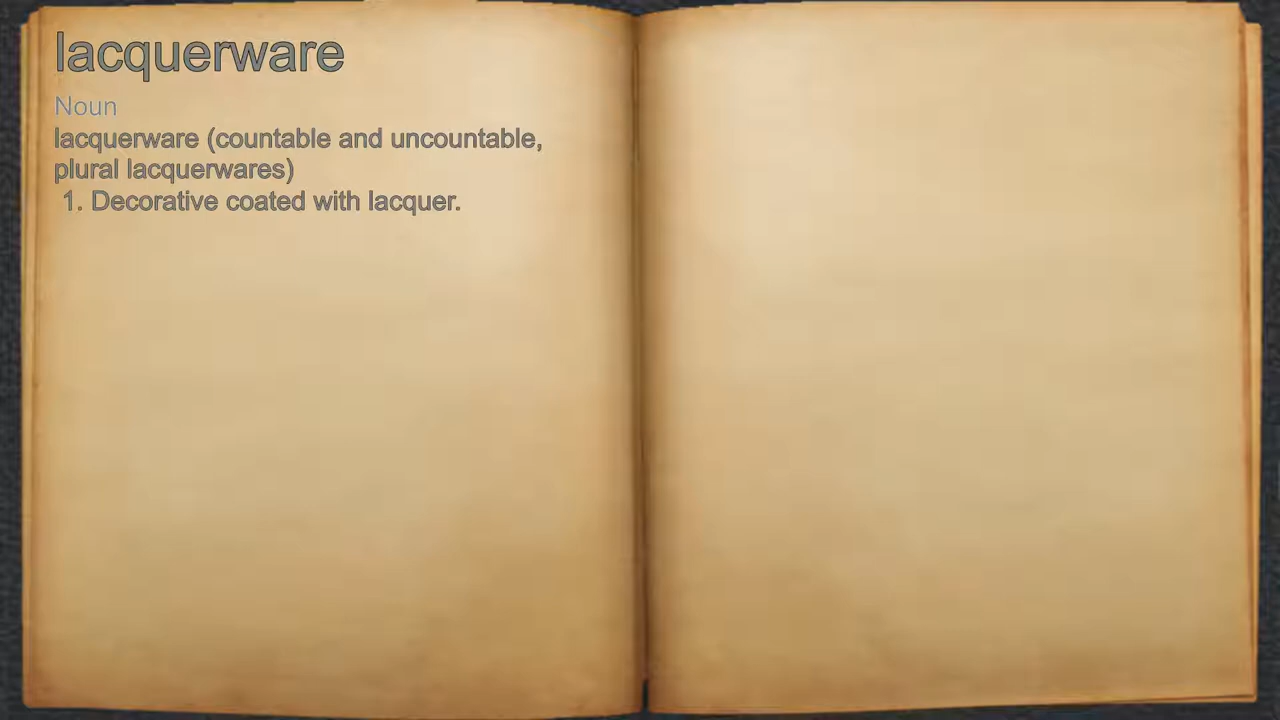 lacquerware
Noun
lacquerware (countable and uncountable,
plural lacquerwares)
1. Decorative coated with lacquer.